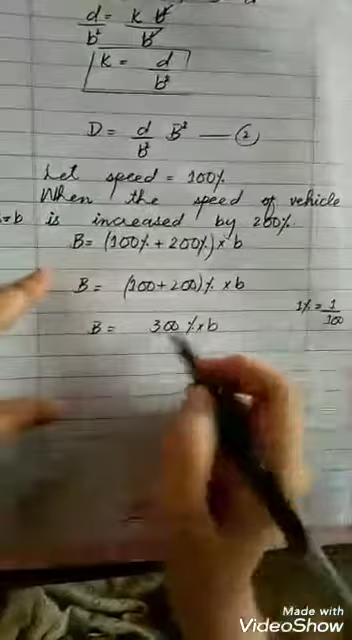 d/b² = K b²/b²
K = d/b²
D = d/b² B² — ②
Let speed = 100%
When the speed of vehicle
=b is increased by 200%.
B = (100% + 200%) × b
B = (100+200)% × b
1% = 1/100
B = 300% × b
Made with
VideoShow